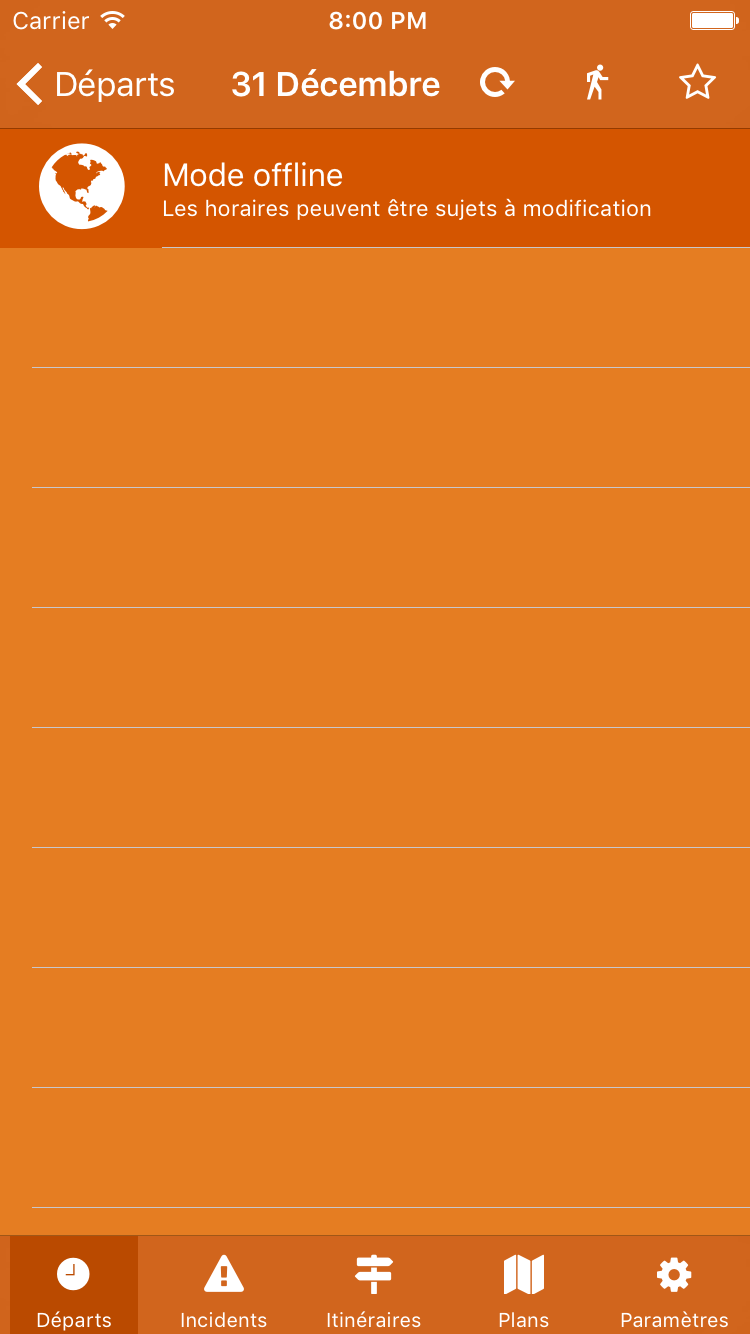 Carrier 8:00 PM
Départs 31 Décembre
Mode offline
Les horaires peuvent être sujets à modification
Départs Incidents Itinéraires Plans Paramètres